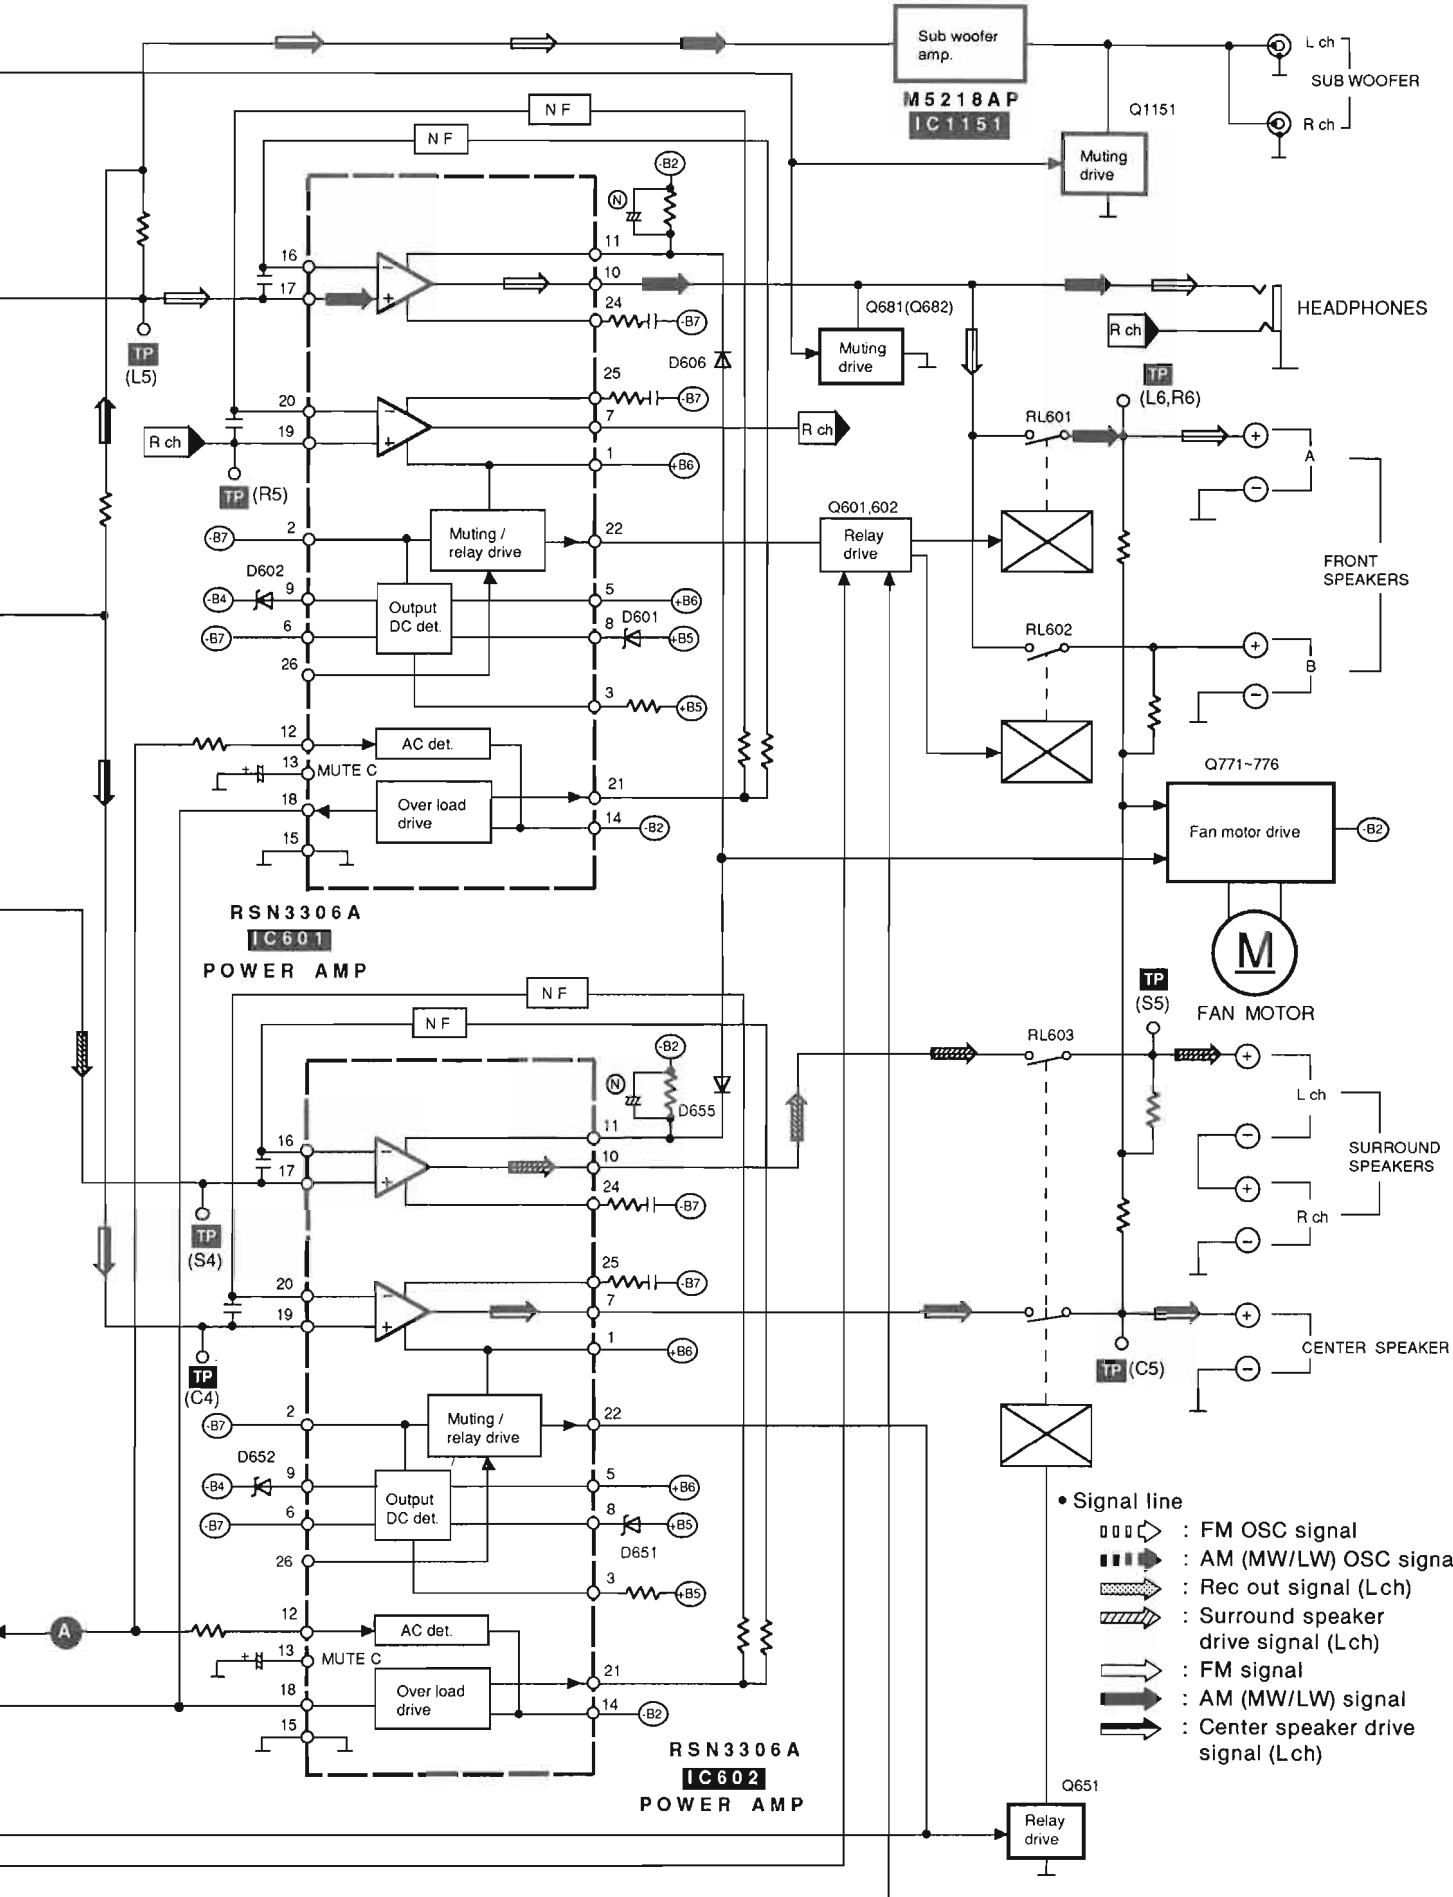 Sub woofer
amp.
M5218AP
IC1151
L ch
SUB WOOFER
R ch
Q1151
Muting
drive
NF
NF
-B2
N
11
10
24
-B7
16
17
TP
(L5)
D606
Q681(Q682)
Muting
drive
HEADPHONES
R ch
TP
(L6,R6)
25
-B7
20
19
R ch
7
R ch
1
+B6
TP (R5)
RL601
+
A
−
2
-B7
Muting /
relay drive
22
Q601,602
Relay
drive
FRONT
SPEAKERS
D602
-B4
9
Output
DC det.
5
+B6
-B7
6
8
D601
+B5
RL602
+
B
−
26
3
+B5
12
AC det.
13
MUTE C
18
Over load
drive
21
14
-B2
15
Q771~776
Fan motor drive
-B2
RSN3306A
IC601
POWER AMP
M
FAN MOTOR
NF
NF
-B2
N
D655
TP
(S5)
RL603
+
L ch
−
+
R ch
−
SURROUND
SPEAKERS
16
17
11
10
24
-B7
TP
(S4)
25
-B7
20
19
7
1
+B6
TP
(C4)
+
−
CENTER SPEAKER
TP (C5)
2
-B7
Muting /
relay drive
22
D652
-B4
9
Output
DC det.
5
+B6
-B7
6
8
+B5
D651
26
3
+B5
A
12
AC det.
13
MUTE C
18
Over load
drive
21
14
-B2
15
RSN3306A
IC602
POWER AMP
• Signal line
: FM OSC signal
: AM (MW/LW) OSC signa
: Rec out signal (Lch)
: Surround speaker
drive signal (Lch)
: FM signal
: AM (MW/LW) signal
: Center speaker drive
signal (Lch)
Q651
Relay
drive